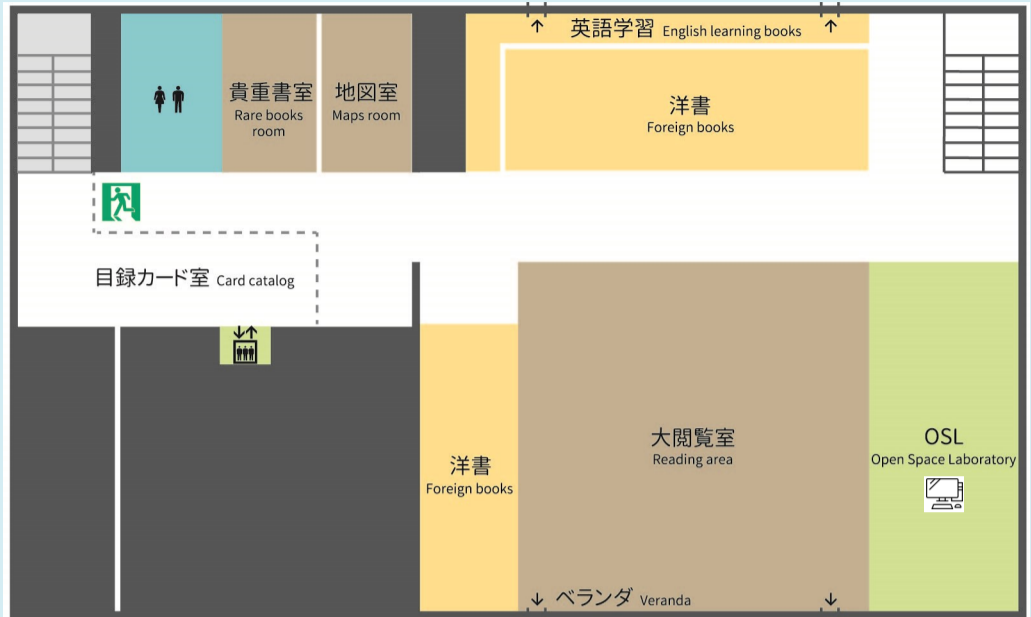 英語学習 English learning books
貴重書室
Rare books
room
地図室
Maps room
洋書
Foreign books
目録カード室 Card catalog
大閲覧室
Reading area
OSL
Open Space Laboratory
洋書
Foreign books
ベランダ Veranda